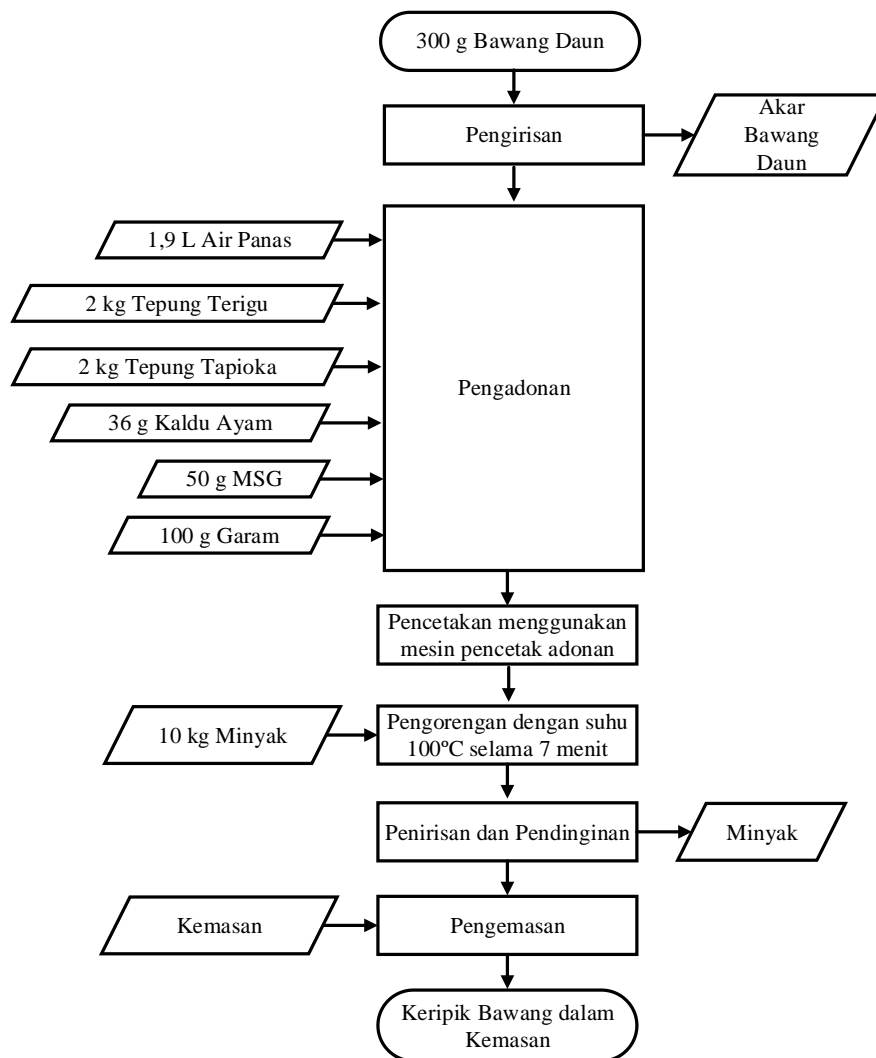 300 g Bawang Daun
Pengirisan
Akar
Bawang
Daun
1,9 L Air Panas
2 kg Tepung Terigu
2 kg Tepung Tapioka
36 g Kaldu Ayam
50 g MSG
100 g Garam
Pengadonan
Pencetakan menggunakan
mesin pencetak adonan
10 kg Minyak
Pengorengan dengan suhu
100°C selama 7 menit
Penirisan dan Pendinginan
Minyak
Kemasan
Pengemasan
Keripik Bawang dalam
Kemasan